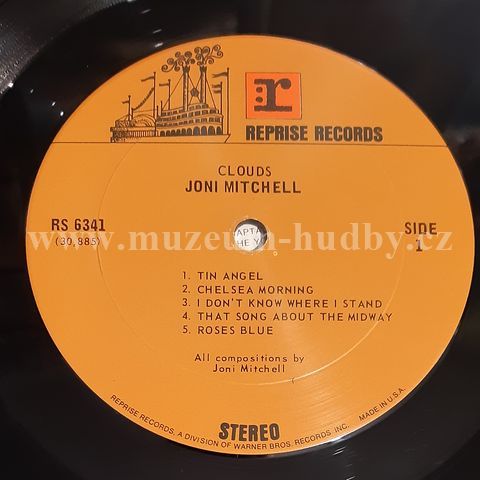 r
REPRISE RECORDS
CLOUDS
JONI MITCHELL
RS 6341
(30,885)
SIDE
1
www.muzeum-hudby.cz
1. TIN ANGEL
2. CHELSEA MORNING
3. I DON'T KNOW WHERE I STAND
4. THAT SONG ABOUT THE MIDWAY
5. ROSES BLUE
All compositions by
Joni Mitchell
STEREO
REPRISE RECORDS, A DIVISION OF WARNER BROS. RECORDS INC. MADE IN U.S.A.